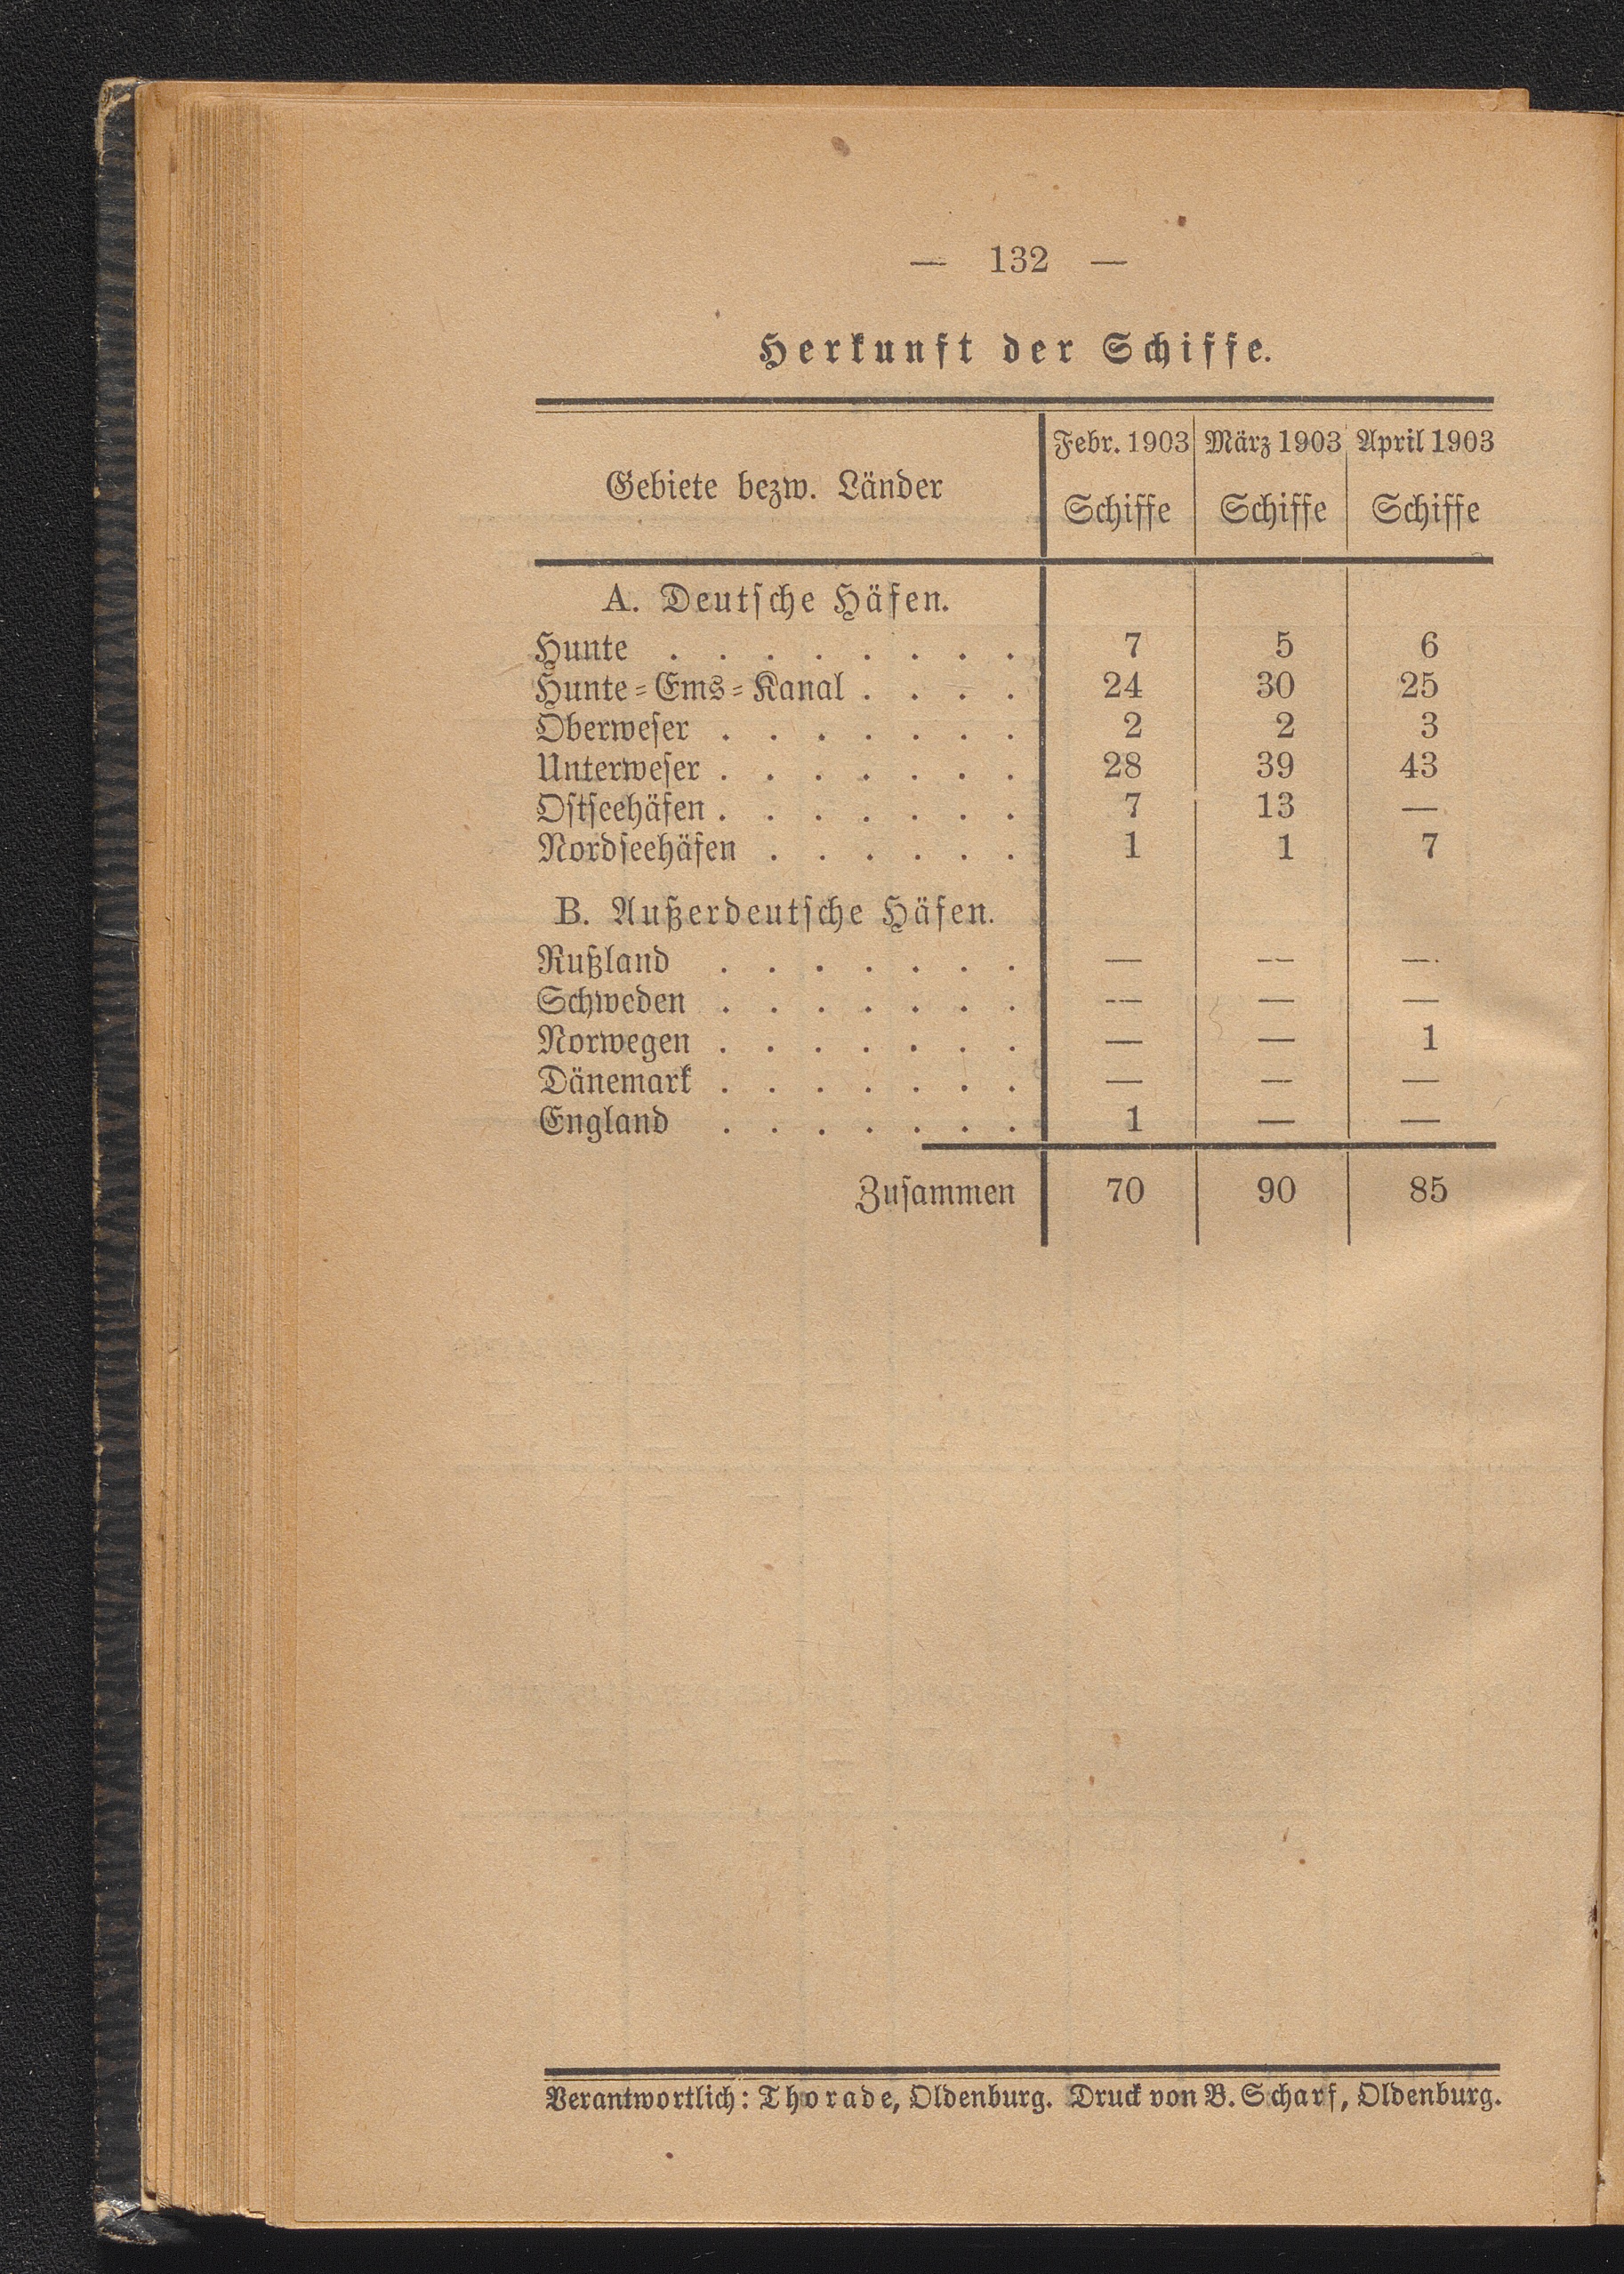 — 132 —
Herkunft der Schiffe.
Gebiete bezw. Länder Febr. 1903 März 1903 April 1903
Schiffe Schiffe Schiffe
A. Deutsche Häfen.
Hunte . . . . . . . . 7 5 6
Hunte-Ems-Kanal . . . . 24 30 25
Oberweser . . . . . . . 2 2 3
Unterweser . . . . . . . 28 39 43
Ostseehäfen . . . . . . . 7 13 —
Nordseehäfen . . . . . . 1 1 7
B. Außerdeutsche Häfen.
Rußland . . . . . . . — — —
Schweden . . . . . . . — — —
Norwegen . . . . . . . — — 1
Dänemark . . . . . . . — — —
England . . . . . . . 1 — —
Zusammen 70 90 85
Verantwortlich: Thorade, Oldenburg. Druck von B. Scharf, Oldenburg.